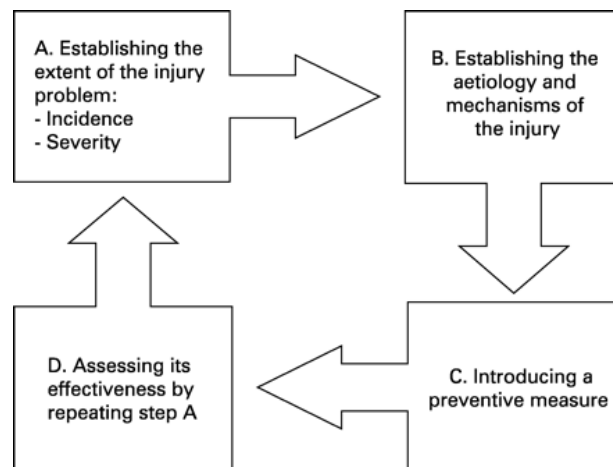 A. Establishing the
extent of the injury
problem:
- Incidence
- Severity
B. Establishing the
aetiology and
mechanisms of
the injury
C. Introducing a
preventive measure
D. Assessing its
effectiveness by
repeating step A